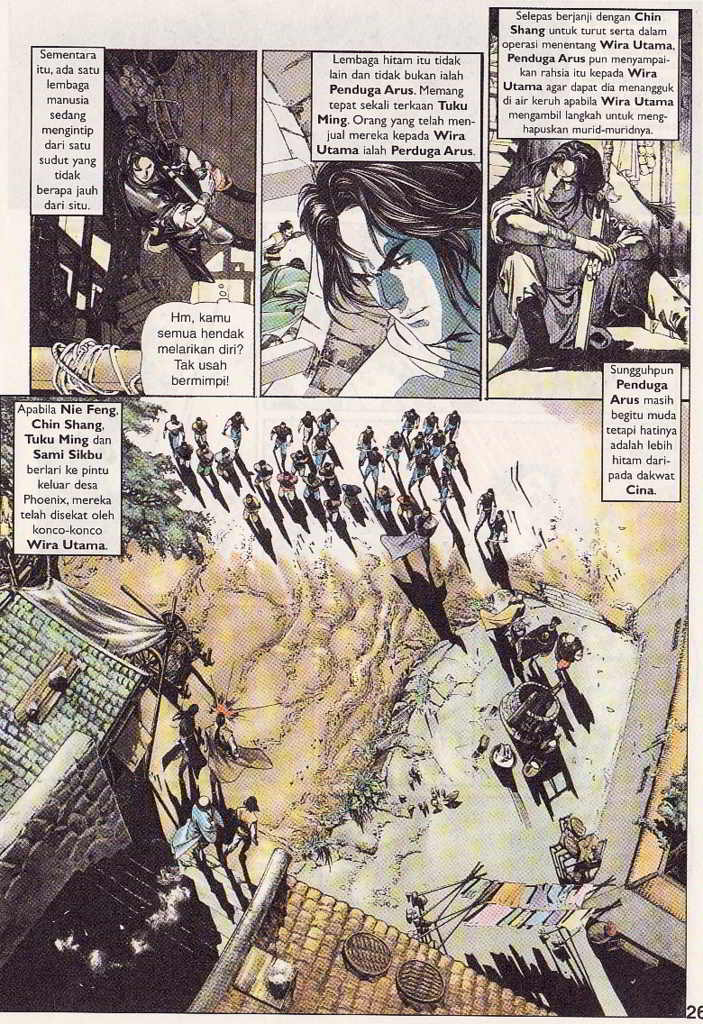 Sementara
itu, ada satu
lembaga
manusia
sedang
mengintip
dari satu
sudut yang
tidak
berapa jauh
dari situ.
Hm, kamu
semua hendak
melarikan diri?
Tak usah
bermimpi!
Lembaga hitam itu tidak
lain dan tidak bukan ialah
Penduga Arus. Memang
tepat sekali terkaan Tuku
Ming. Orang yang telah men-
jual mereka kepada Wira
Utama ialah Perduga Arus.
Selepas berjanji dengan Chin
Shang untuk turut serta dalam
operasi menentang Wira Utama,
Penduga Arus pun menyampai-
kan rahsia itu kepada Wira
Utama agar dapat dia menangguk
di air keruh apabila Wira Utama
mengambil langkah untuk meng-
hapuskan murid-muridnya.
Sungguhpun
Penduga
Arus masih
begitu muda
tetapi hatinya
adalah lebih
hitam dari-
pada dakwat
Cina.
Apabila Nie Feng,
Chin Shang,
Tuku Ming dan
Sami Sikbu
berlari ke pintu
keluar desa
Phoenix, mereka
telah disekat oleh
konco-konco
Wira Utama.
26